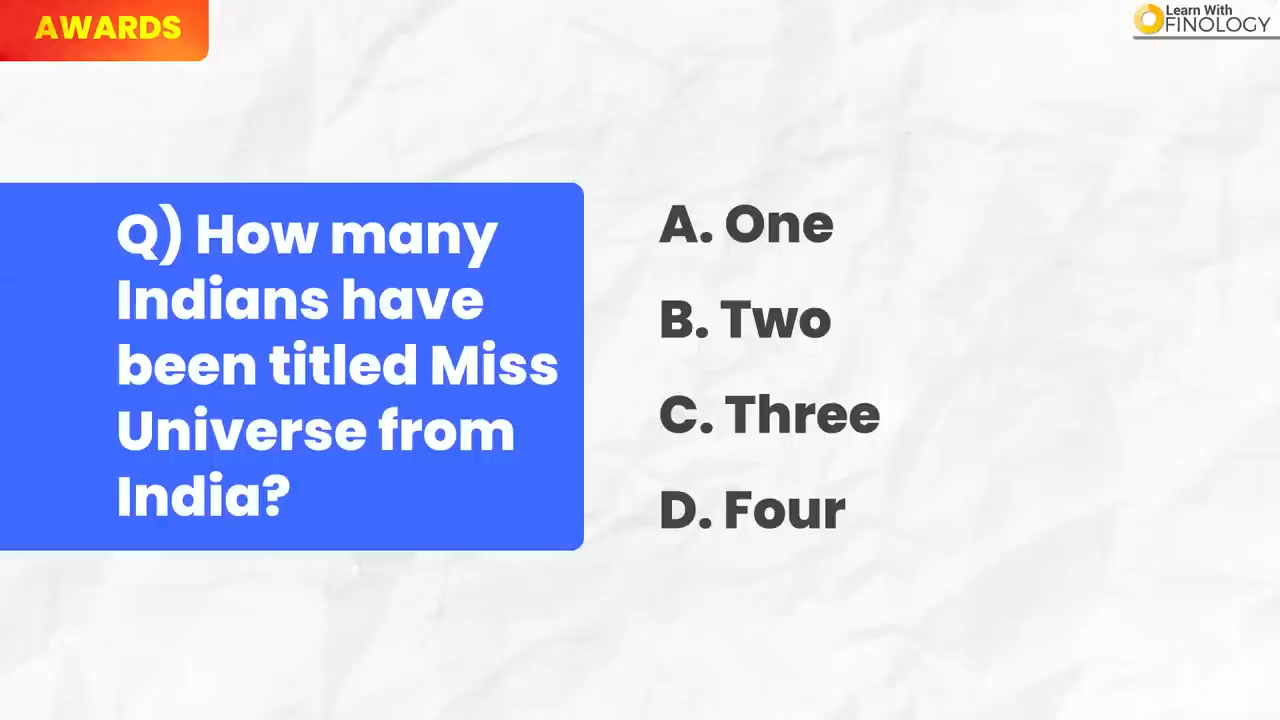 AWARDS
Learn With
FINOLOGY
Q) How many
Indians have
been titled Miss
Universe from
India?
A. One
B. Two
C. Three
D. Four